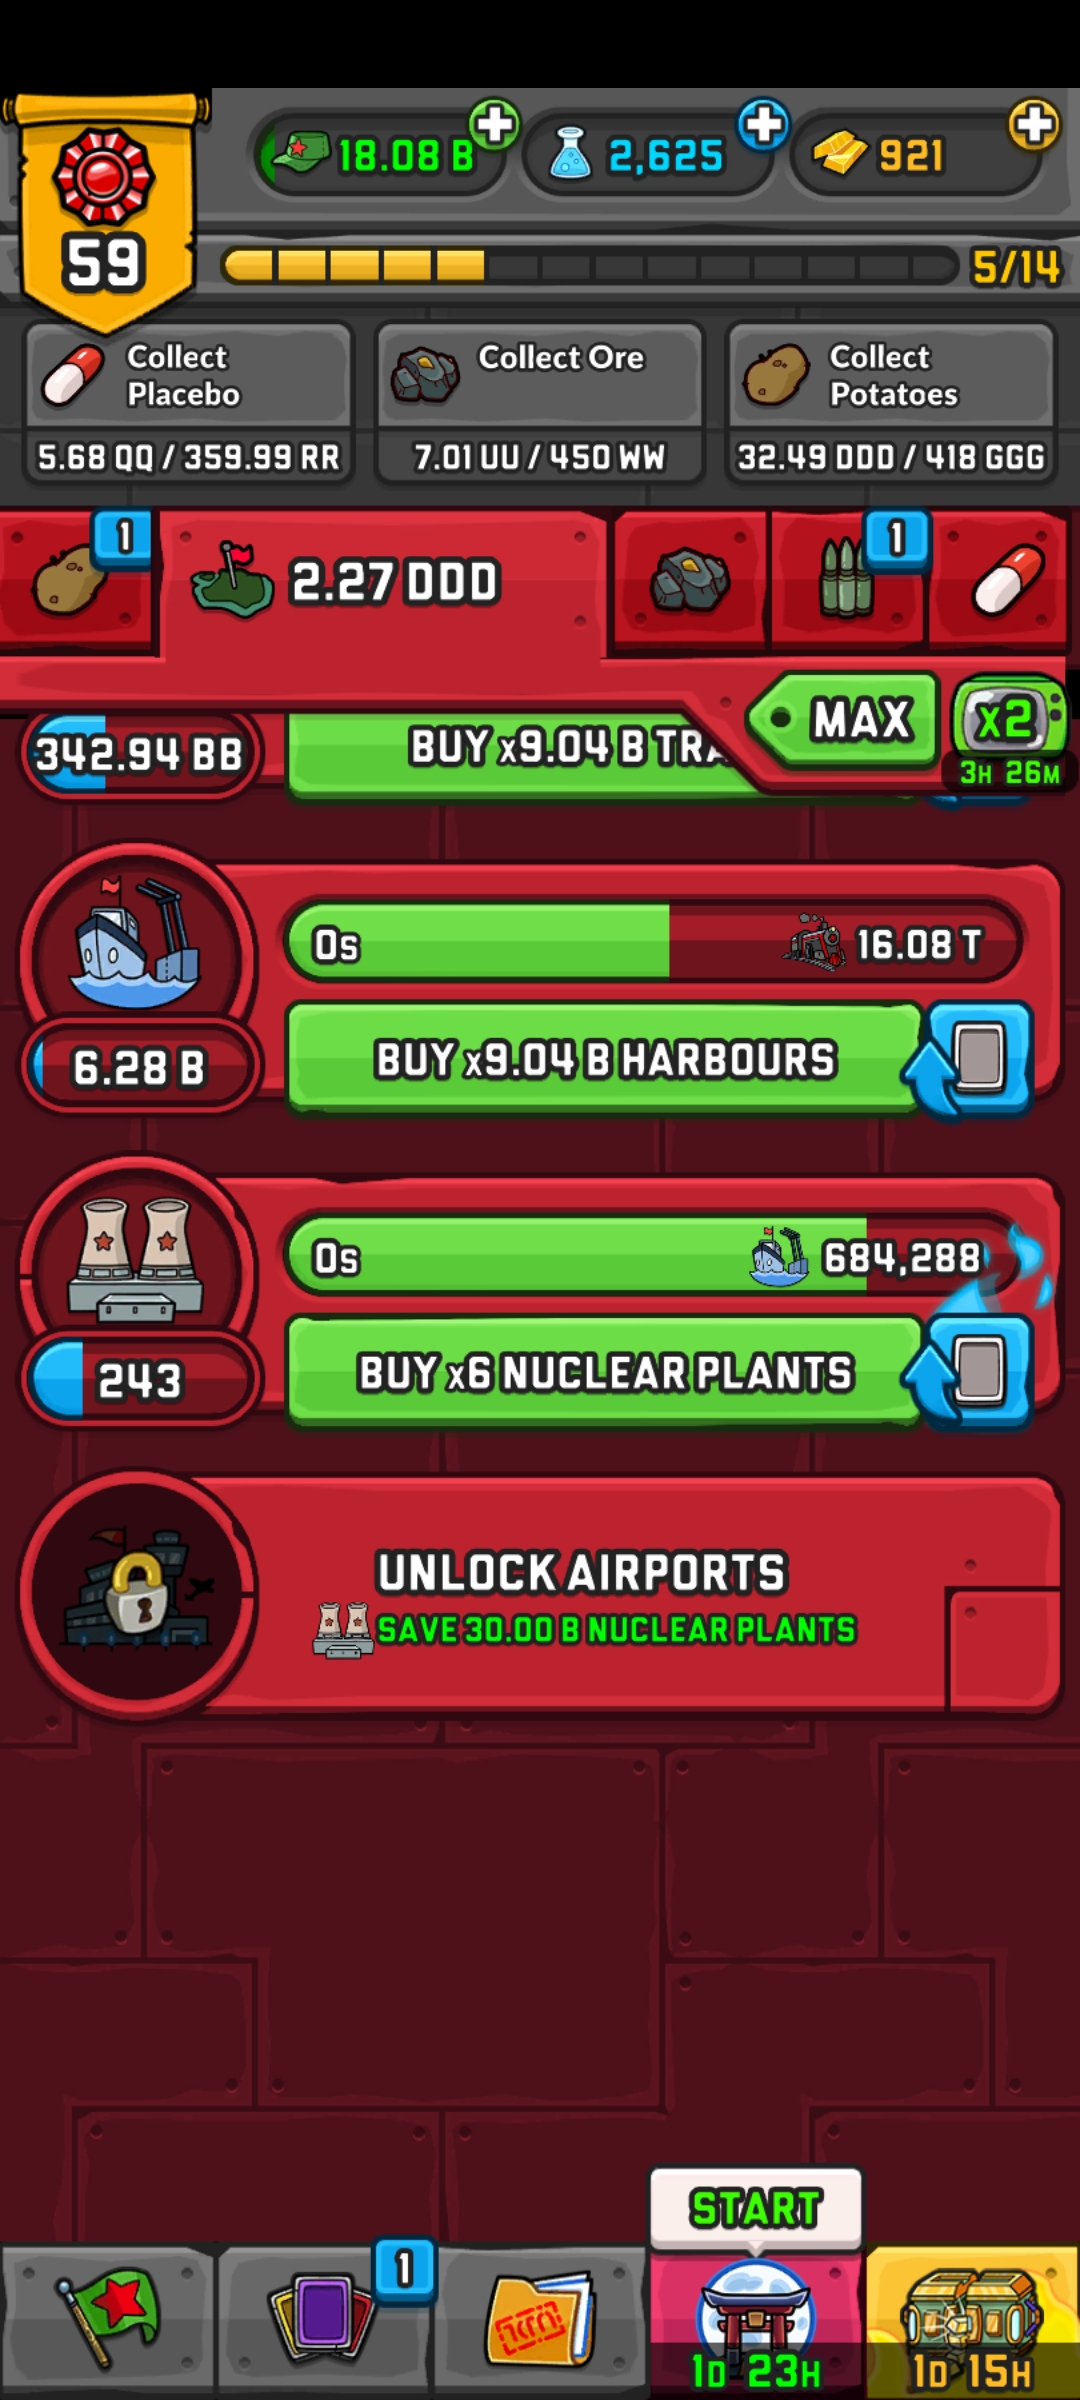 59
18.08 B
2,625
921
5/14
Collect
Placebo
5.68 QQ / 359.99 RR
Collect Ore
7.01 UU / 450 WW
Collect
Potatoes
32.49 DDD / 418 GGG
1
2.27 DDD
1
MAX
x2
3H 26M
342.94 BB
BUY x9.04 B TRA
0s
16.08 T
6.28 B
BUY x9.04 B HARBOURS
0s
684,288
243
BUY x6 NUCLEAR PLANTS
UNLOCK AIRPORTS
SAVE 30.00 B NUCLEAR PLANTS
START
1
1D 23H
1D 15H